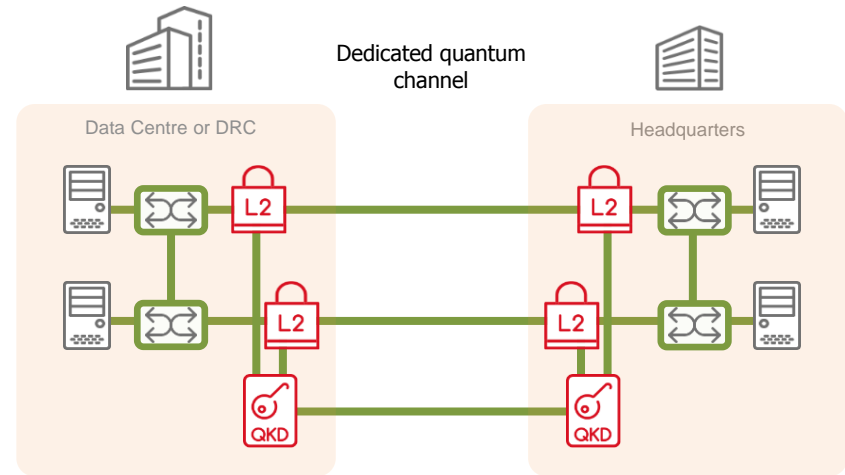 Dedicated quantum
channel
Data Centre or DRC
Headquarters
L2
L2
L2
L2
QKD
QKD